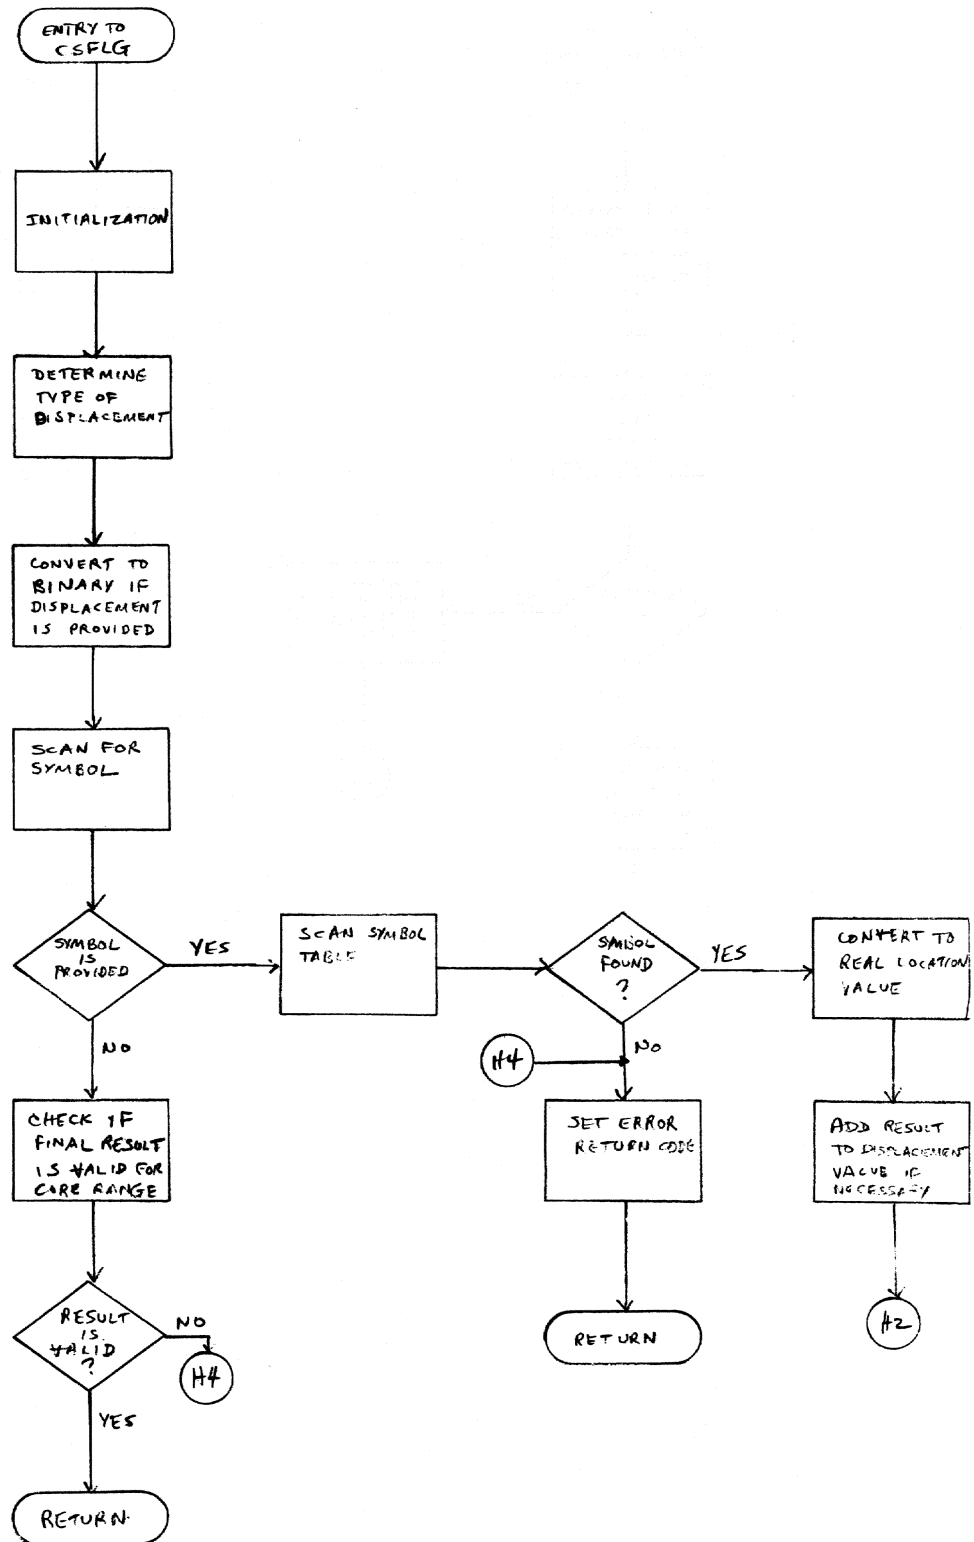 ENTRY TO
CSFLG
INITIALIZATION
DETERMINE
TYPE OF
DISPLACEMENT
CONVERT TO
BINARY IF
DISPLACEMENT
IS PROVIDED
SCAN FOR
SYMBOL
SYMBOL
IS
PROVIDED
YES
SCAN SYMBOL
TABLE
SYMBOL
FOUND
?
YES
CONVERT TO
REAL LOCATION
VALUE
NO
H4
NO
CHECK IF
FINAL RESULT
IS VALID FOR
CORE RANGE
SET ERROR
RETURN CODE
ADD RESULT
TO DISPLACEMENT
VALUE IF
NECESSARY
RESULT
IS
VALID
?
NO
H4
RETURN
H2
YES
RETURN